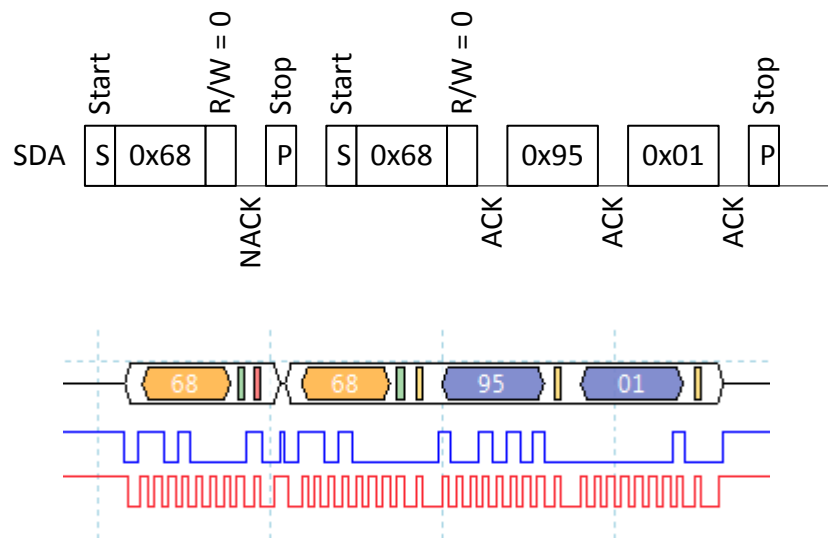 Start R/W = 0 Stop Start R/W = 0 Stop
SDA S 0x68 P S 0x68 0x95 0x01 P
NACK ACK ACK ACK
68 68 95 01